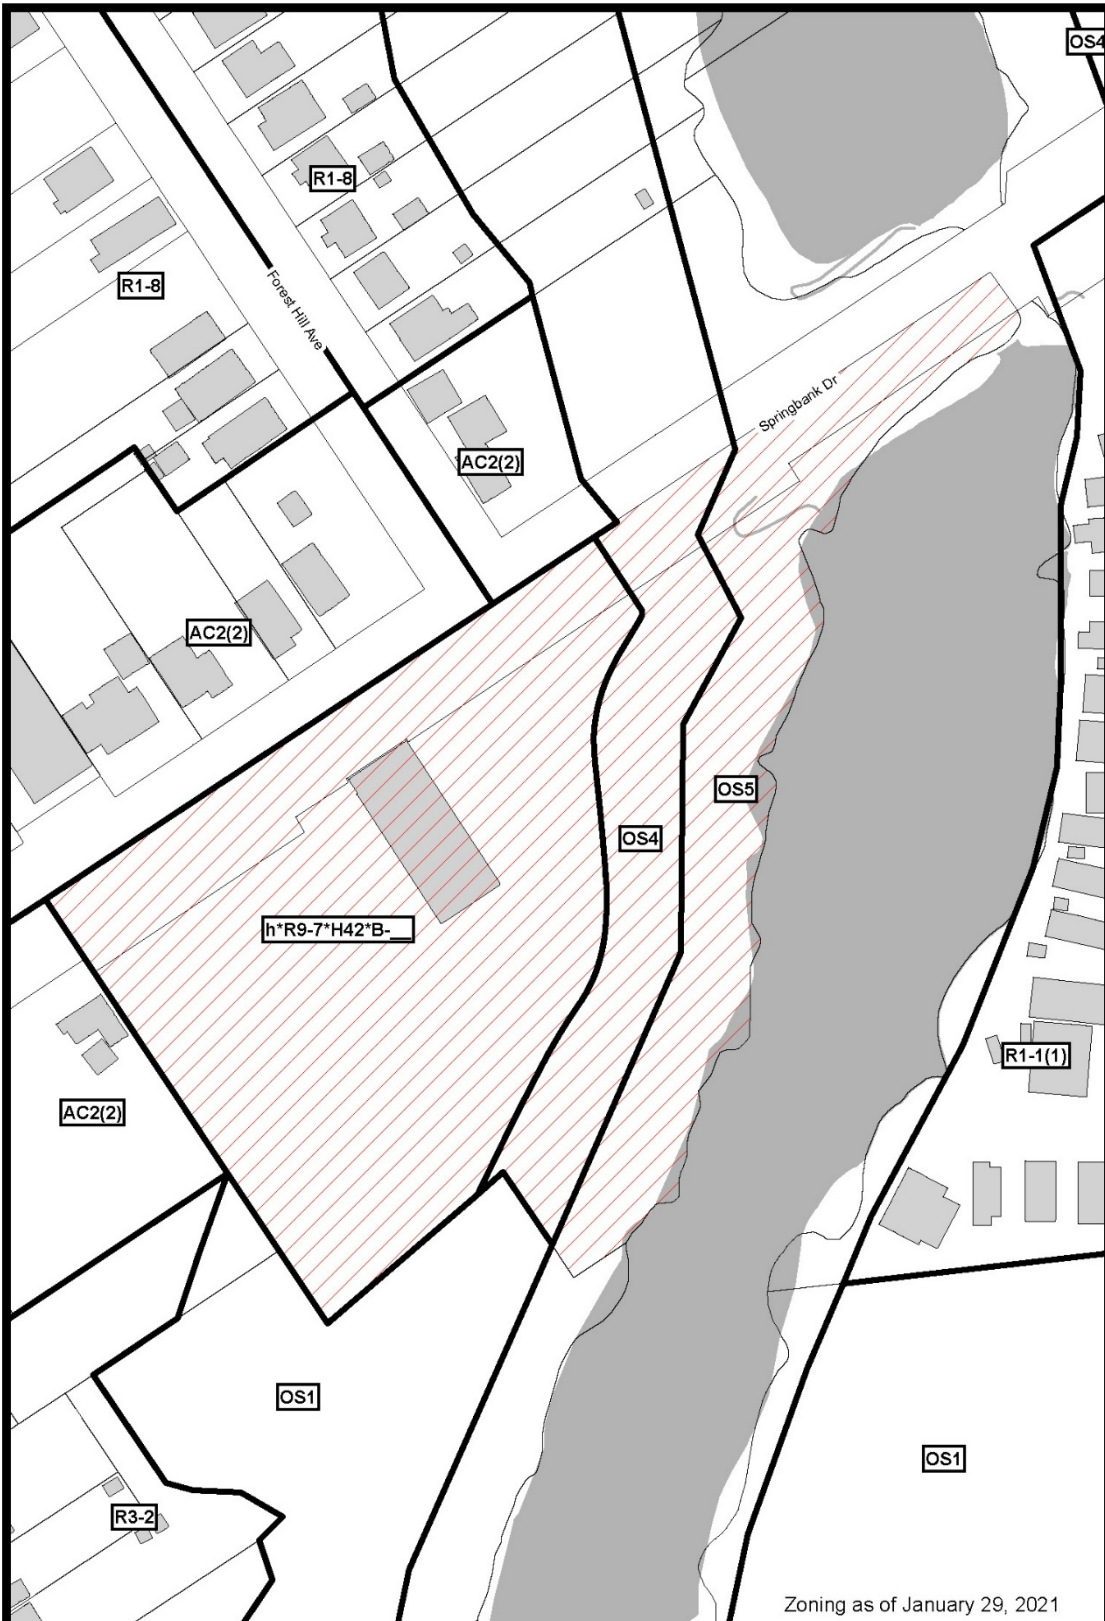 OS4
R1-8
R1-8
Forest Hill Ave
Springbank Dr
AC2(2)
AC2(2)
OS5
OS4
h*R9-7*H42*B-__
R1-1(1)
AC2(2)
OS1
OS1
R3-2
Zoning as of January 29, 2021